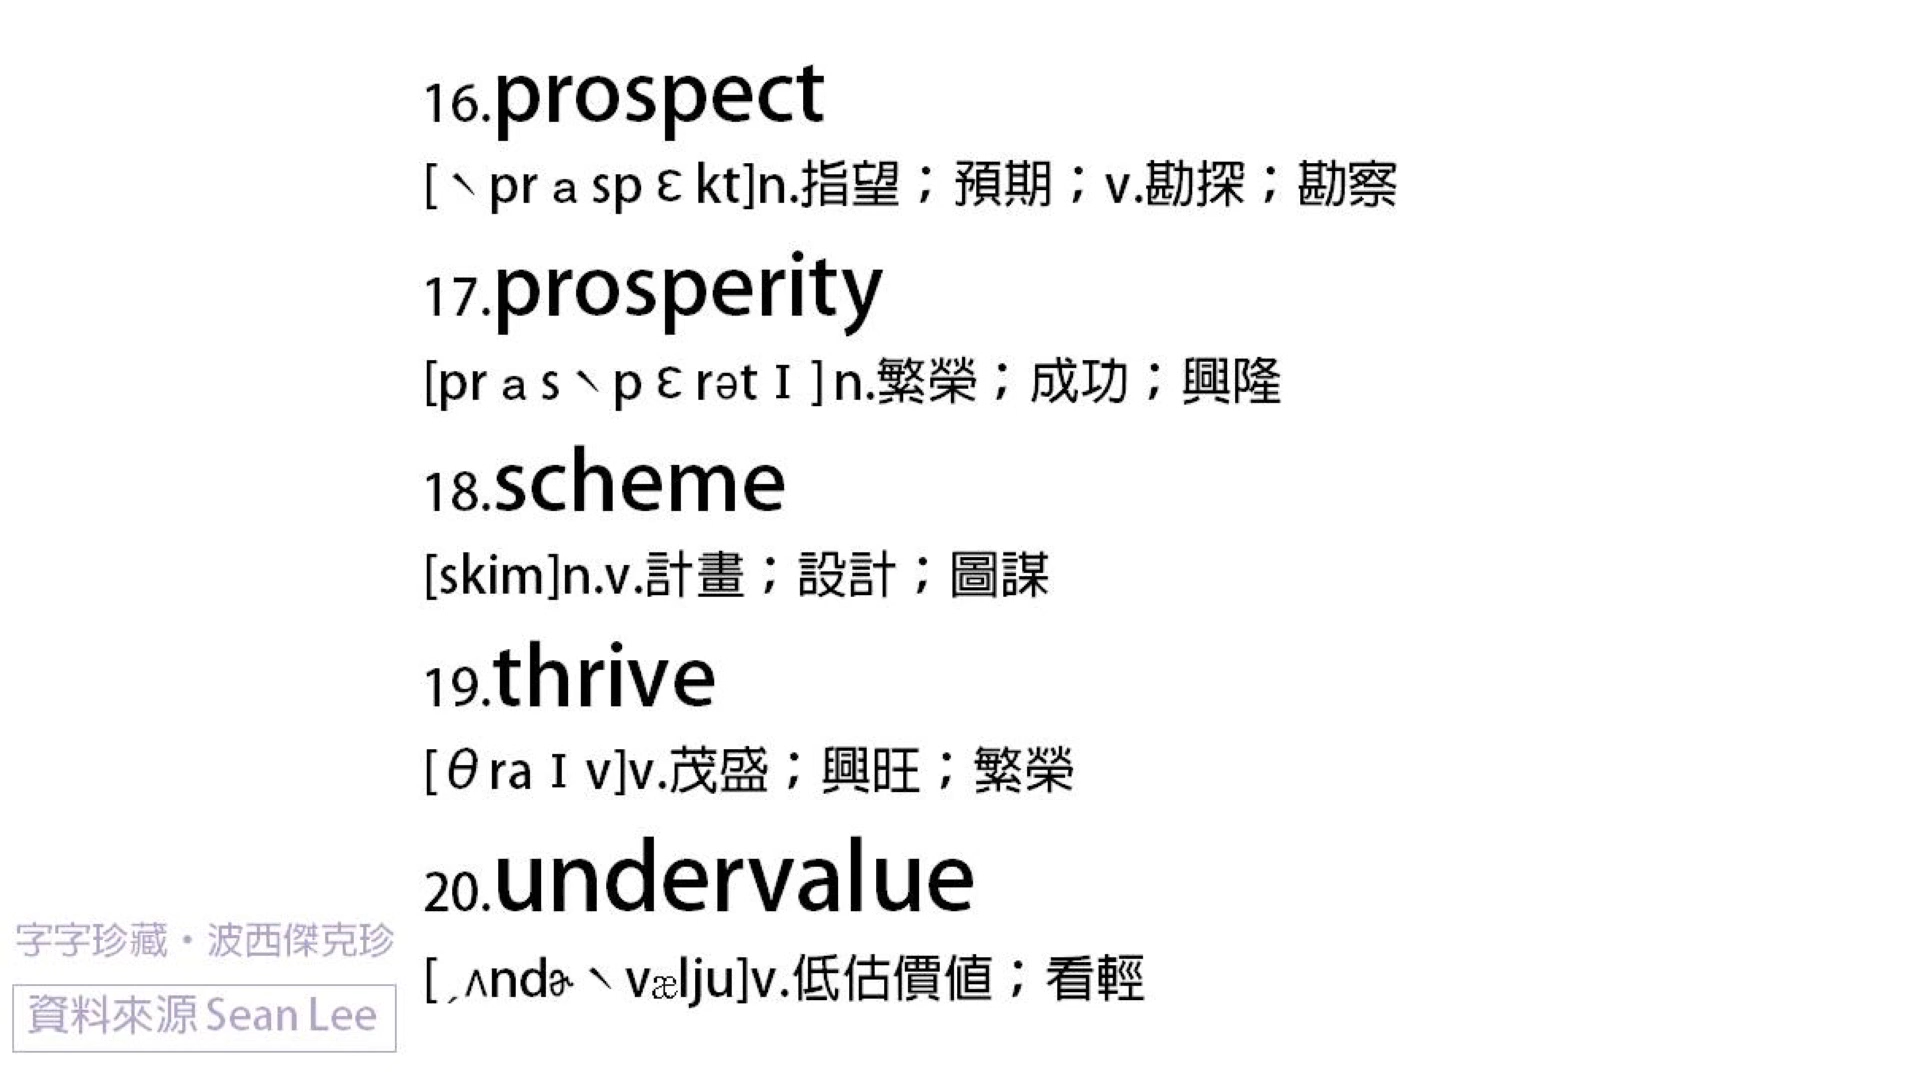 16.prospect
[ˋprɑspɛkt]n.指望；預期；v.勘探；勘察
17.prosperity
[prɑsˋpɛrətɪ]n.繁榮；成功；興隆
18.scheme
[skim]n.v.計畫；設計；圖謀
19.thrive
[θraɪv]v.茂盛；興旺；繁榮
20.undervalue
[ˏʌndɚˋvælju]v.低估價值；看輕
字字珍藏・波西傑克珍
資料來源 Sean Lee